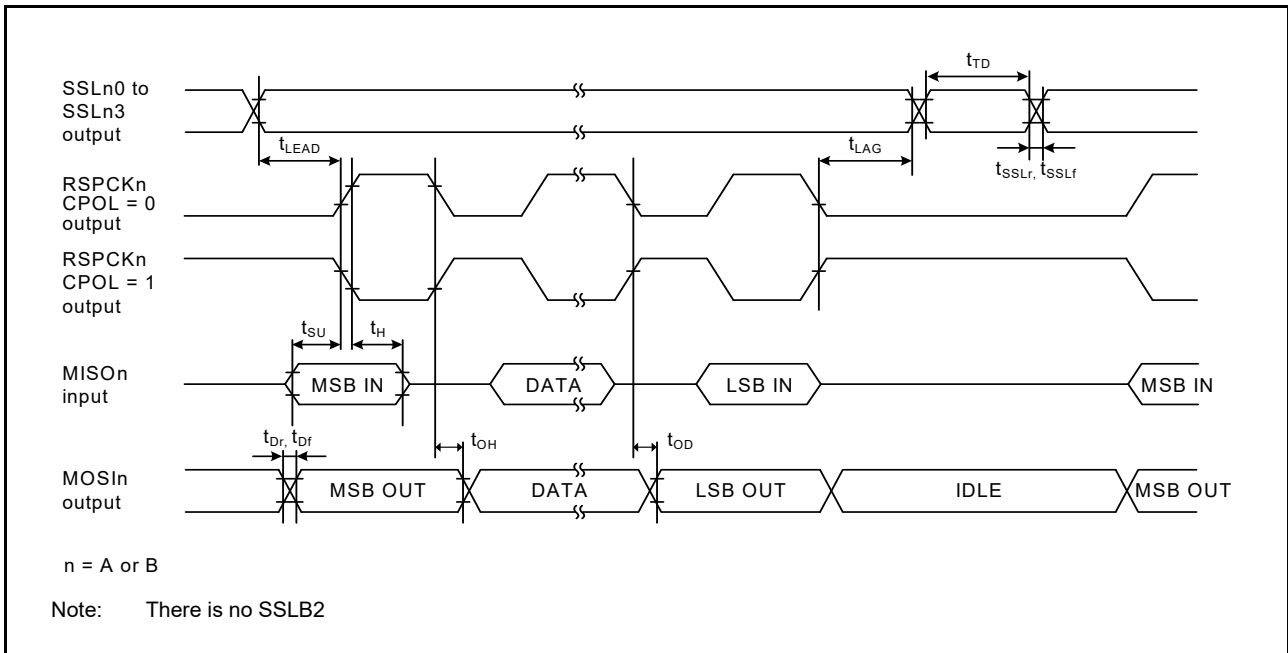 SSLn0 to
SSLn3
output
tTD
tLEAD
tLAG
tSSLr, tSSLf
RSPCKn
CPOL = 0
output
RSPCKn
CPOL = 1
output
tSU
tH
MISOn
input
MSB IN
DATA
LSB IN
MSB IN
tDr, tDf
tOH
tOD
MOSIn
output
MSB OUT
DATA
LSB OUT
IDLE
MSB OUT
n = A or B
Note: There is no SSLB2